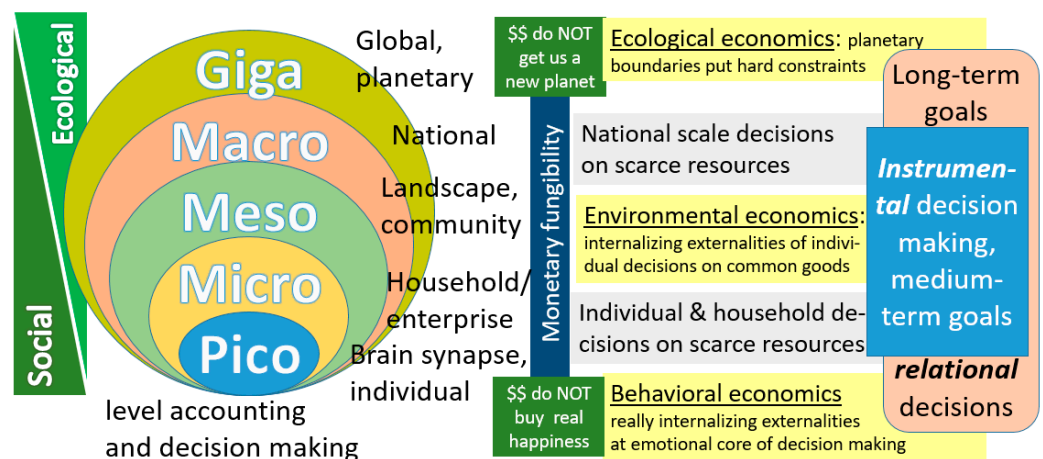 Ecological
Social
Giga
Macro
Meso
Micro
Pico
Global,
planetary
National
Landscape,
community
Household/
enterprise
Brain synapse,
individual
level accounting
and decision making
$$ do NOT
get us a
new planet
Monetary fungibility
$$ do NOT
buy real
happiness
Ecological economics: planetary
boundaries put hard constraints
National scale decisions
on scarce resources
Environmental economics:
internalizing externalities of indivi-
dual decisions on common goods
Individual & household de-
cisions on scarce resources
Behavioral economics
really internalizing externalities
at emotional core of decision making
Long-term
goals
Instrumen-
tal decision
making,
medium-
term goals
relational
decisions